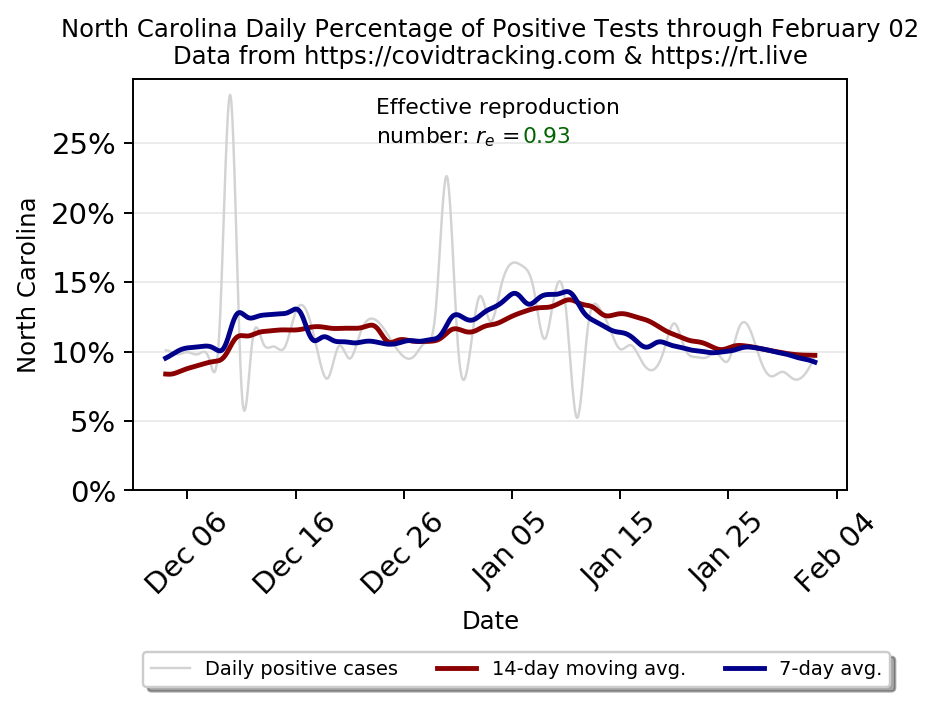 North Carolina Daily Percentage of Positive Tests through February 02
Data from https://covidtracking.com & https://rt.live
Effective reproduction
number: rₑ =0.93
25%
20%
15%
10%
5%
0%
North Carolina
Dec 06
Dec 16
Dec 26
Jan 05
Jan 15
Jan 25
Feb 04
Date
Daily positive cases
14-day moving avg.
7-day avg.